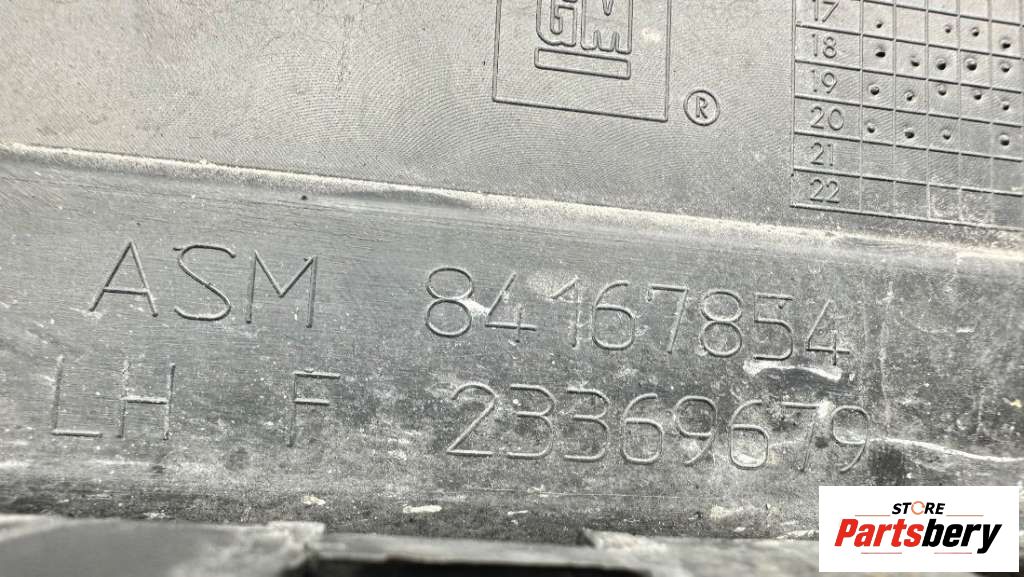 GM
®
17
18
19
20
21
22
ASM 84167854
LH F 23369679
STORE
Partsbery